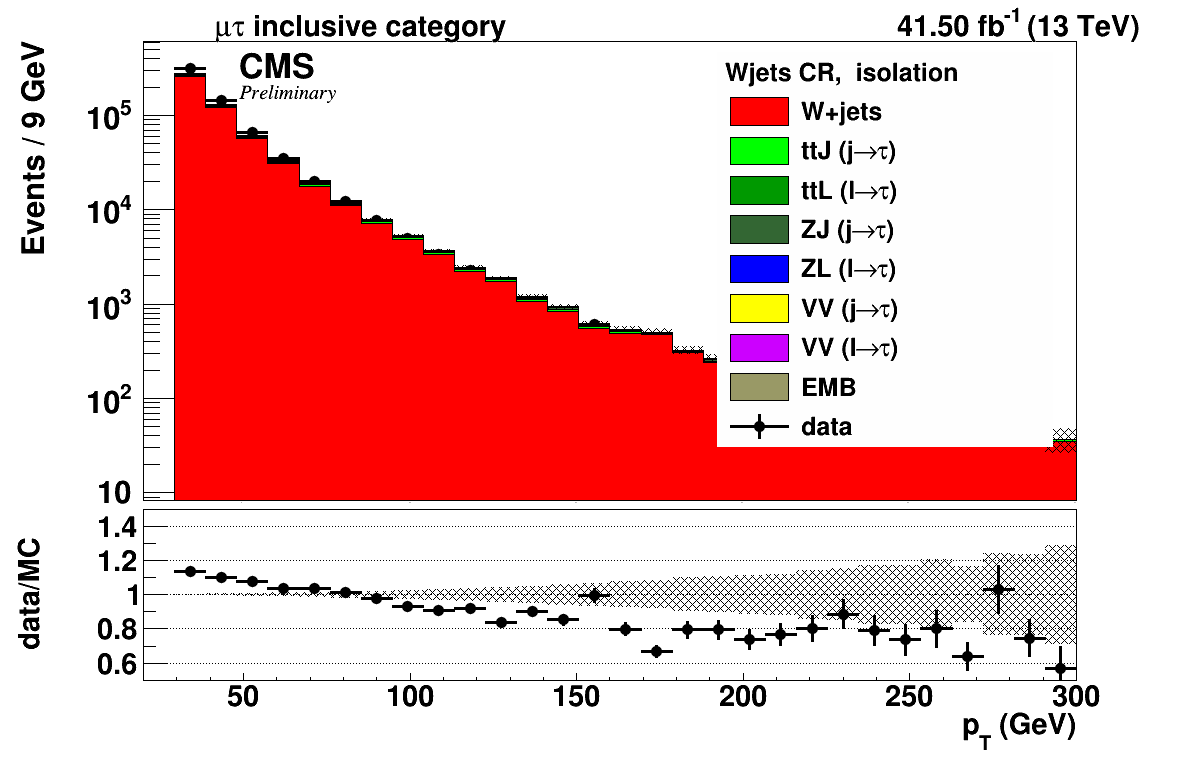 μτ inclusive category
41.50 fb-1 (13 TeV)
Events / 9 GeV
CMS
Preliminary
Wjets CR, isolation
W+jets
ttJ (j→τ)
ttL (l→τ)
ZJ (j→τ)
ZL (l→τ)
VV (j→τ)
VV (l→τ)
EMB
data
10^5
10^4
10^3
10^2
10
data/MC
1.4
1.2
1
0.8
0.6
50 100 150 200 250 300
pT (GeV)